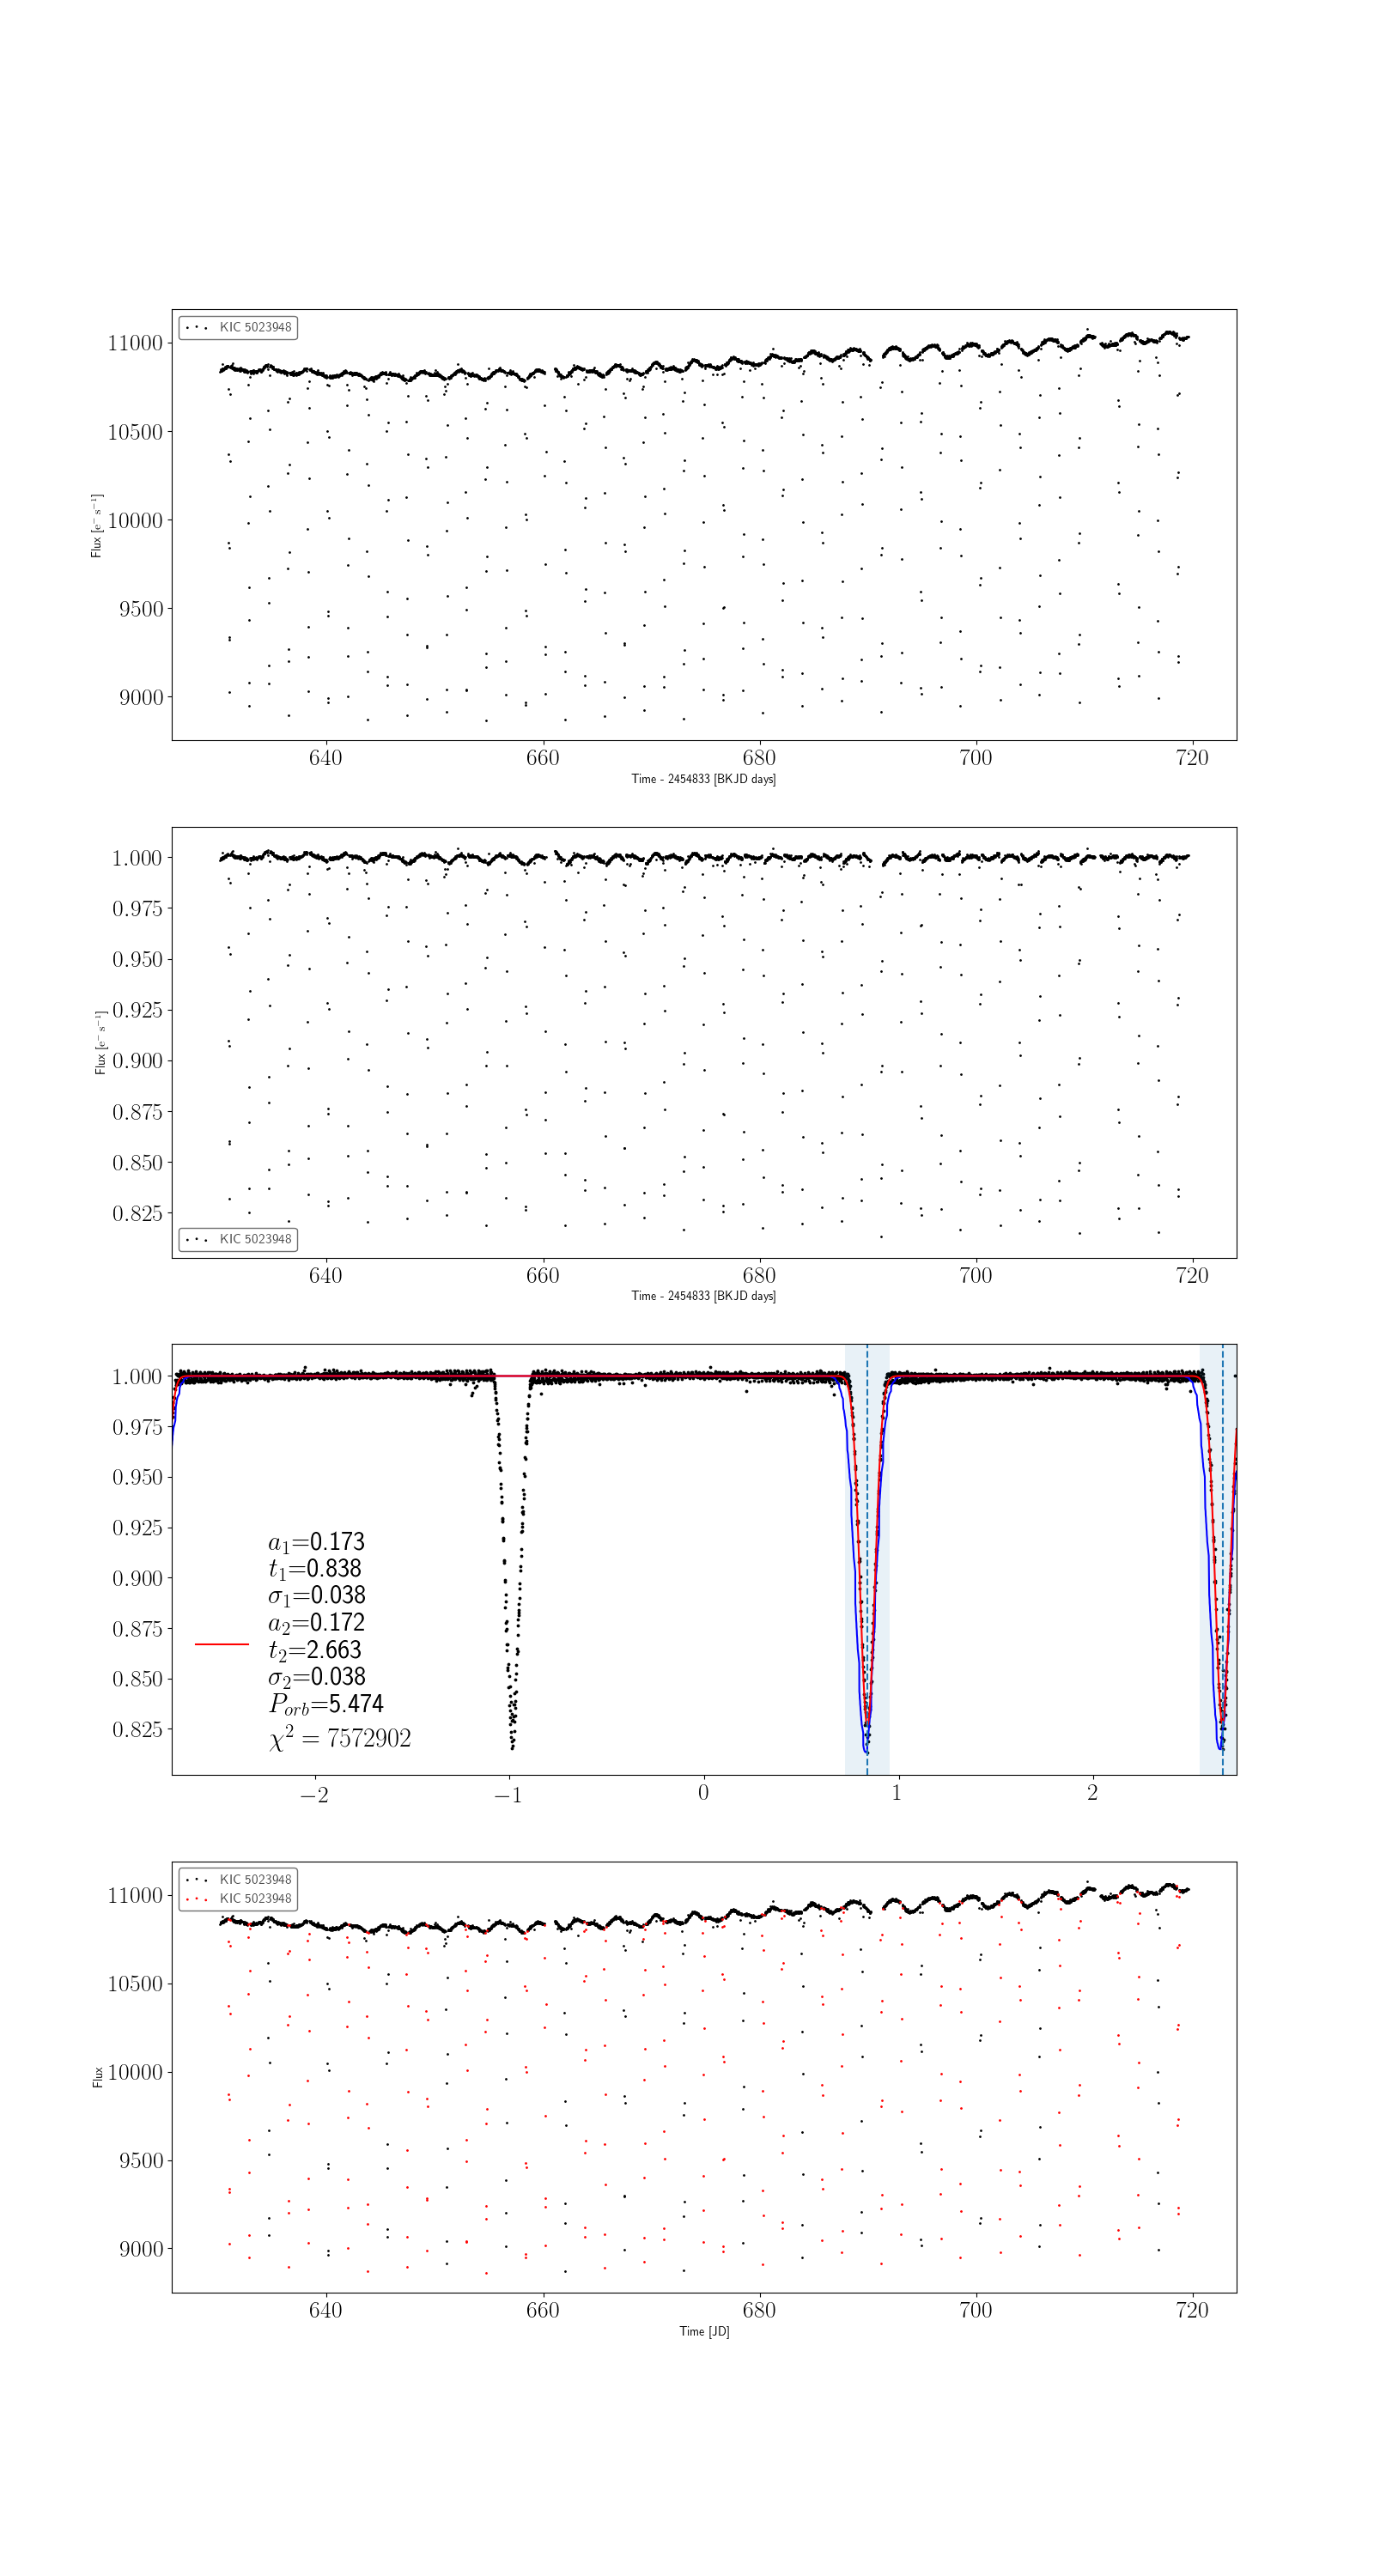 KIC 5023948
11000
10500
10000
9500
9000
Flux [e⁻ s⁻¹]
640 660 680 700 720
Time - 2454833 [BKJD days]
1.000
0.975
0.950
0.925
0.900
0.875
0.850
0.825
Flux [e⁻ s⁻¹]
KIC 5023948
640 660 680 700 720
Time - 2454833 [BKJD days]
1.000
0.975
0.950
0.925
0.900
0.875
0.850
0.825
a₁=0.173
t₁=0.838
σ₁=0.038
a₂=0.172
t₂=2.663
σ₂=0.038
P_orb=5.474
χ² = 7572902
−2 −1 0 1 2
KIC 5023948
KIC 5023948
11000
10500
10000
9500
9000
Flux
640 660 680 700 720
Time [JD]